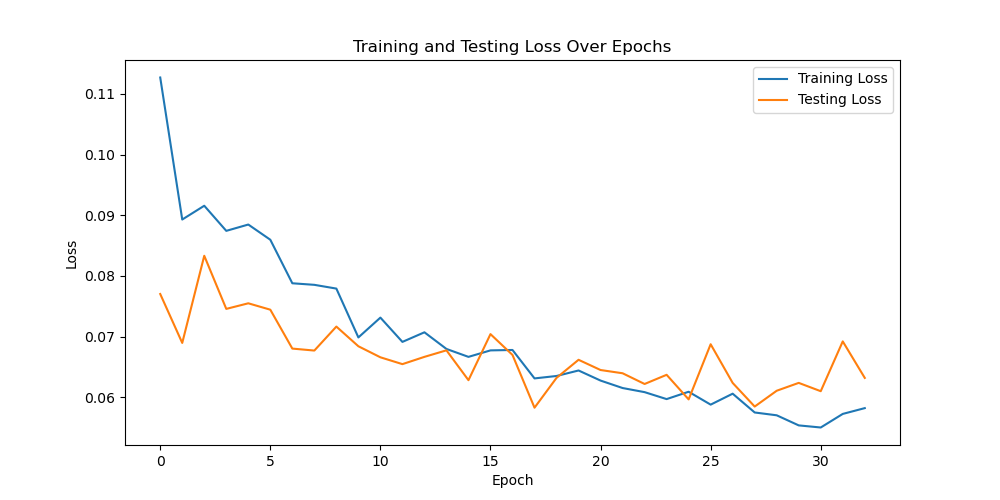 Training and Testing Loss Over Epochs
Training Loss
Testing Loss
0.11
0.10
0.09
0.08
0.07
0.06
Loss
0 5 10 15 20 25 30
Epoch